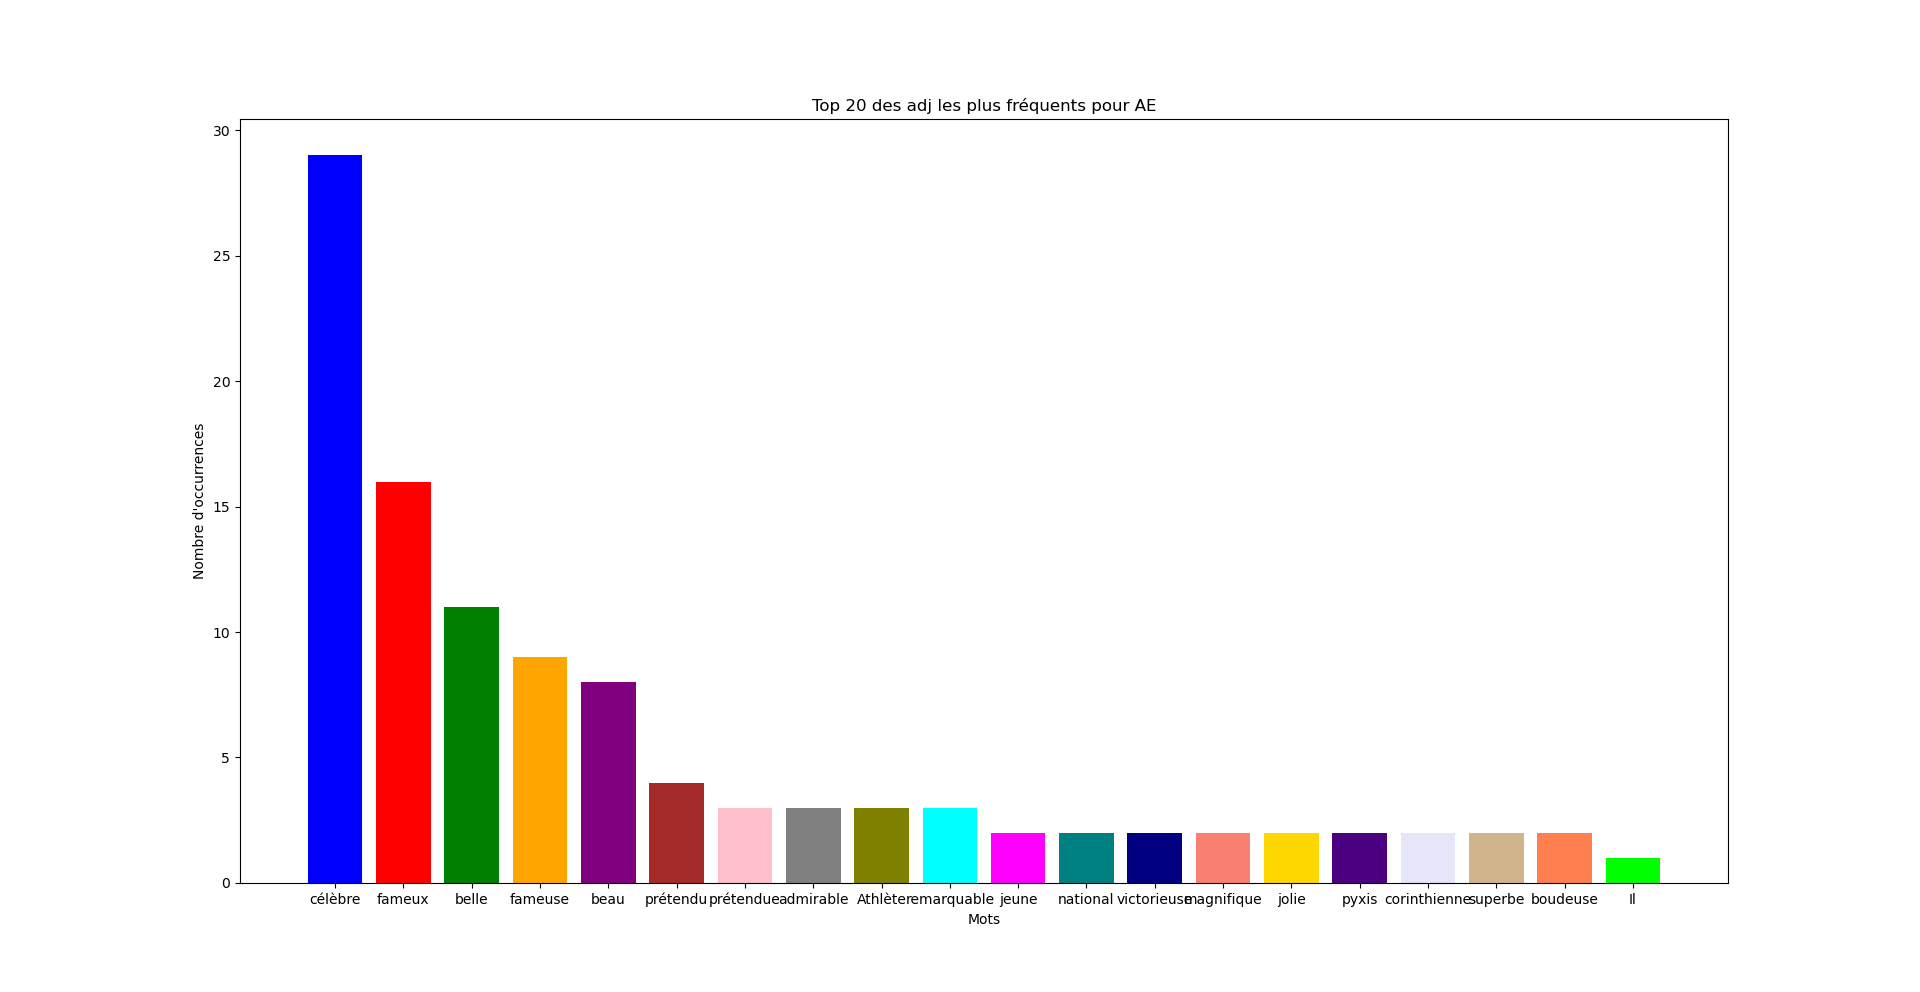 Top 20 des adj les plus fréquents pour AE
30
25
20
15
10
5
0
Nombre d'occurrences
célèbre fameux belle fameuse beau prétendu prétendue admirable Athlète remarquable jeune national victorieuse magnifique jolie pyxis corinthienne superbe boudeuse Il
Mots